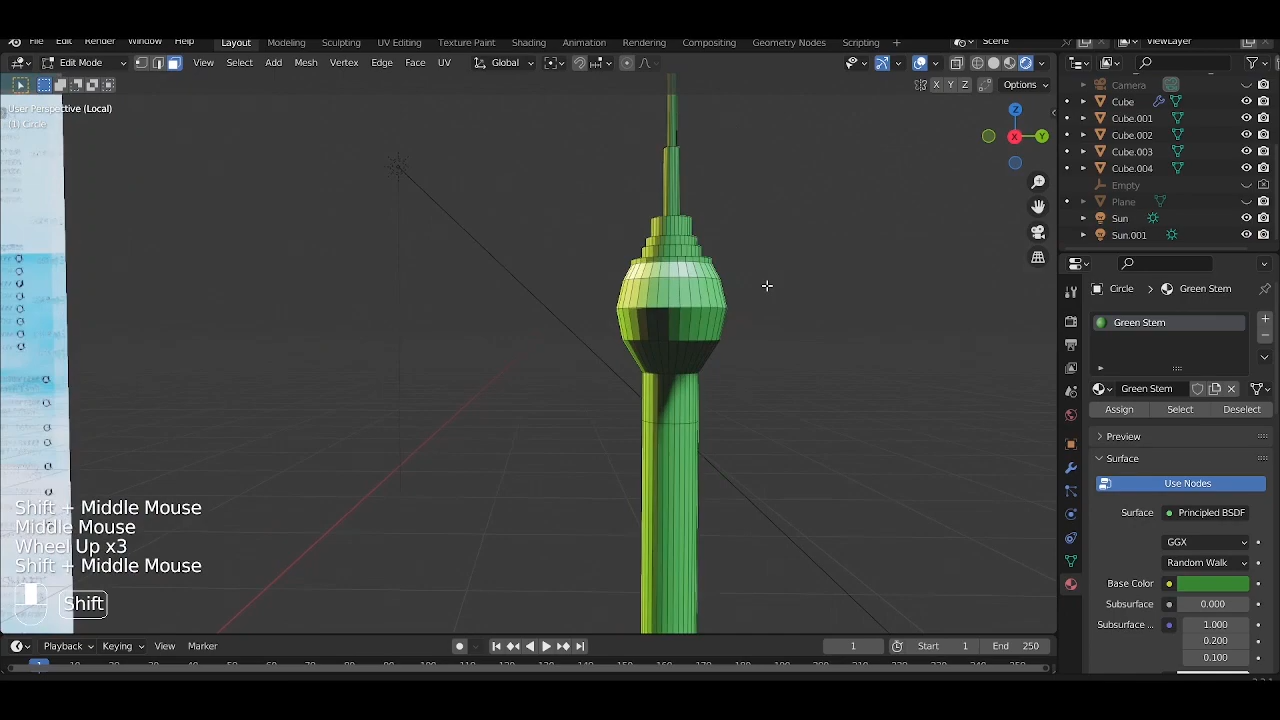 File Edit Render Window Help Layout Modeling Sculpting UV Editing Texture Paint Shading Animation Rendering Compositing Geometry Nodes Scripting + Scene ViewLayer
Edit Mode View Select Add Mesh Vertex Edge Face UV Global
X Y Z Options
User Perspective (Local)
(1) Circle
Z
X
Y
Camera
Cube
Cube.001
Cube.002
Cube.003
Cube.004
Empty
Plane
Sun
Sun.001
Circle > Green Stem
Green Stem
Green Stem
Assign Select Deselect
Preview
Surface
Use Nodes
Surface Principled BSDF
GGX
Random Walk
Base Color
Subsurface 0.000
Subsurface ... 1.000
0.200
0.100
Shift + Middle Mouse
Middle Mouse
Wheel Up x3
Shift + Middle Mouse
Shift
Playback Keying View Marker 1 Start 1 End 250
1